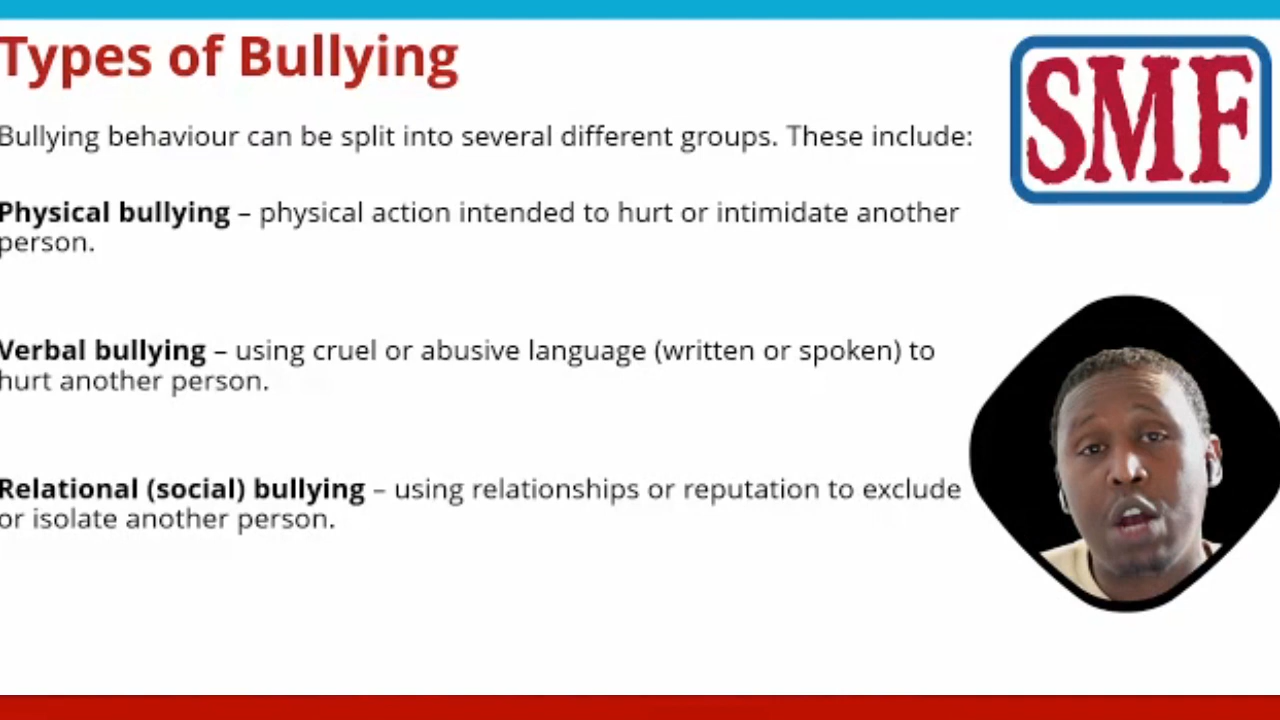 Types of Bullying
SMF
Bullying behaviour can be split into several different groups. These include:
Physical bullying – physical action intended to hurt or intimidate another
person.
Verbal bullying – using cruel or abusive language (written or spoken) to
hurt another person.
Relational (social) bullying – using relationships or reputation to exclude
or isolate another person.